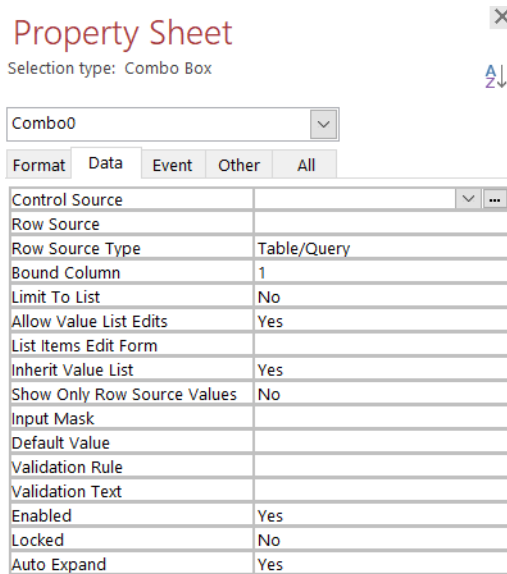 Property Sheet
Selection type: Combo Box
A
Z
Combo0
Format Data Event Other All
Control Source ...
Row Source
Row Source Type Table/Query
Bound Column 1
Limit To List No
Allow Value List Edits Yes
List Items Edit Form
Inherit Value List Yes
Show Only Row Source Values No
Input Mask
Default Value
Validation Rule
Validation Text
Enabled Yes
Locked No
Auto Expand Yes